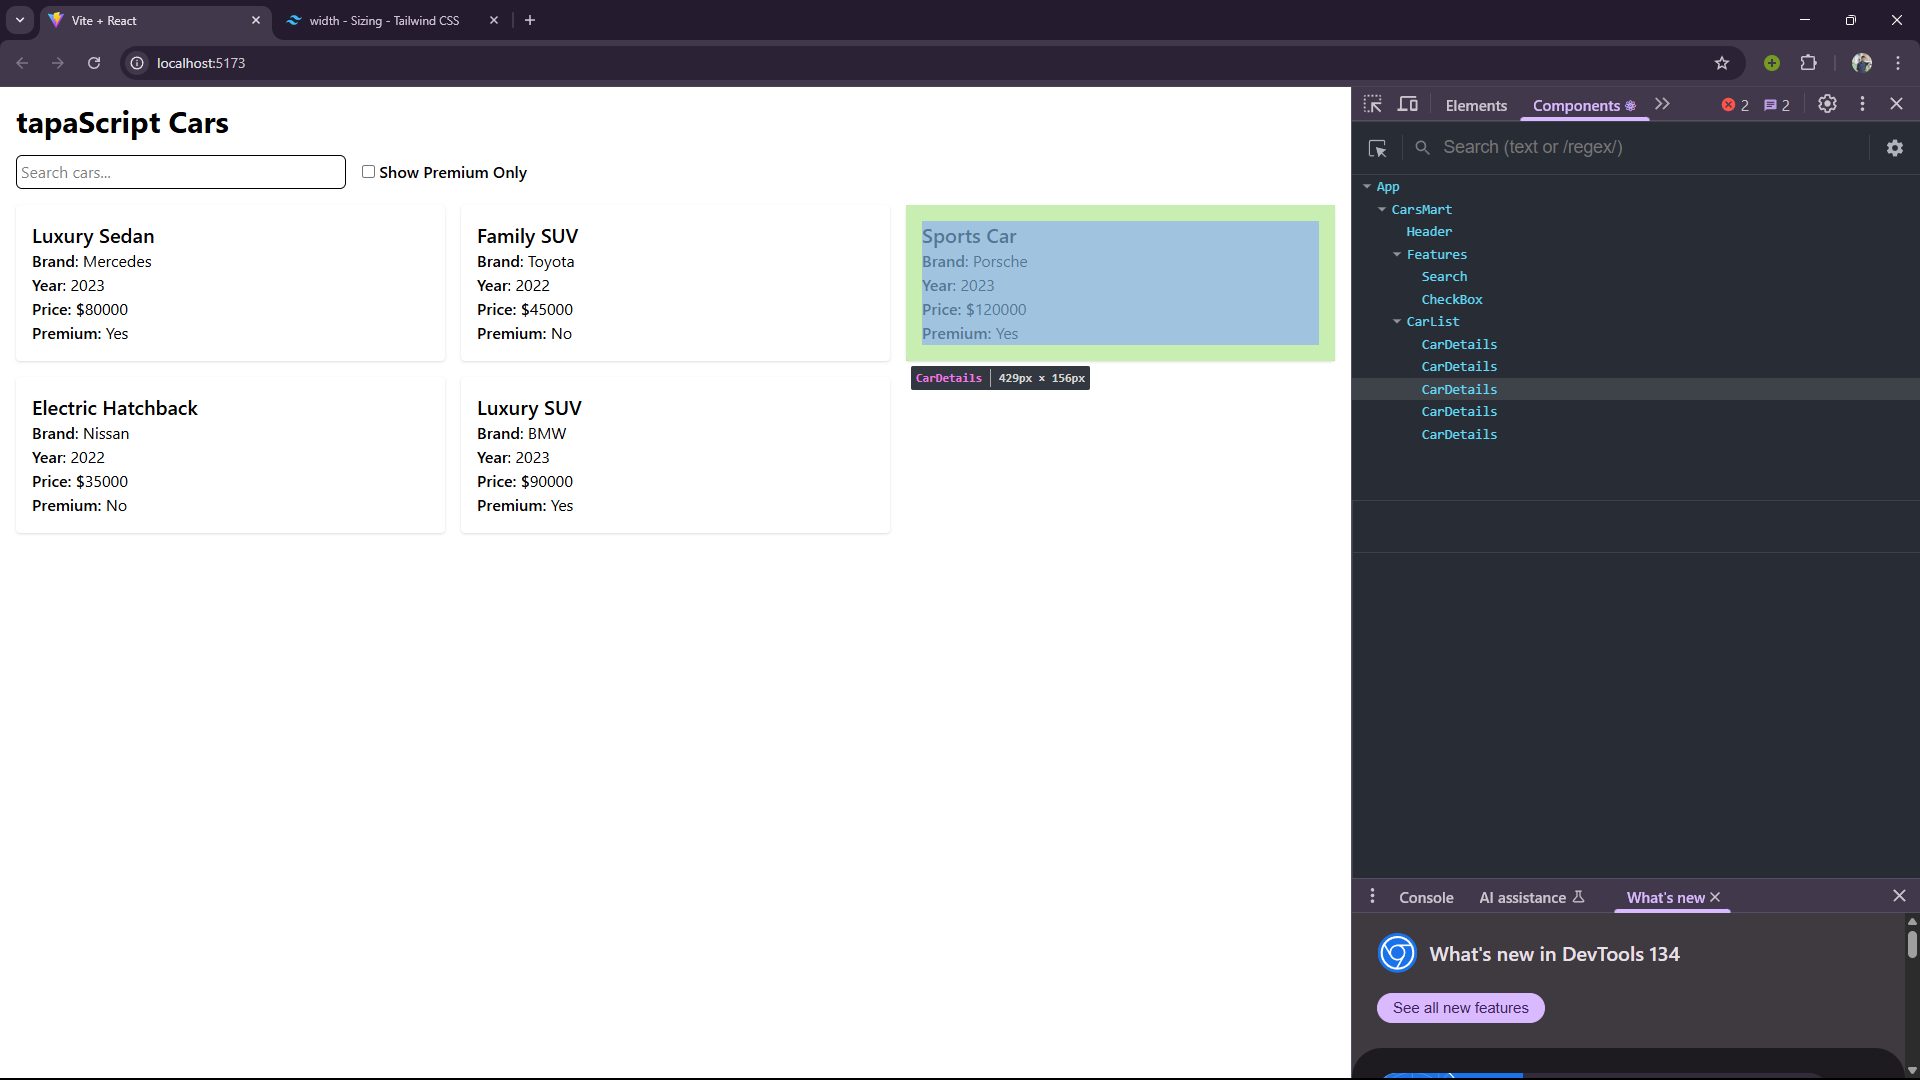 Vite + React
width - Sizing - Tailwind CSS
localhost:5173
tapaScript Cars
Search cars...
Show Premium Only
Luxury Sedan
Brand: Mercedes
Year: 2023
Price: $80000
Premium: Yes
Family SUV
Brand: Toyota
Year: 2022
Price: $45000
Premium: No
Sports Car
Brand: Porsche
Year: 2023
Price: $120000
Premium: Yes
CarDetails 429px × 156px
Electric Hatchback
Brand: Nissan
Year: 2022
Price: $35000
Premium: No
Luxury SUV
Brand: BMW
Year: 2023
Price: $90000
Premium: Yes
Elements Components 2 2
Search (text or /regex/)
App
CarsMart
Header
Features
Search
CheckBox
CarList
CarDetails
CarDetails
CarDetails
CarDetails
CarDetails
Console AI assistance What's new
What's new in DevTools 134
See all new features